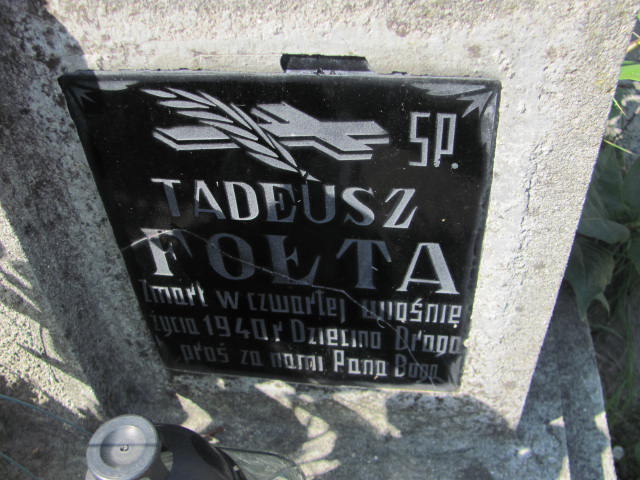 ŚP.
TADEUSZ
FOŁTA
Zmarł w czwartej wiośnie
życia 1940 r Dziecino Droga
proś za nami Pana Boga